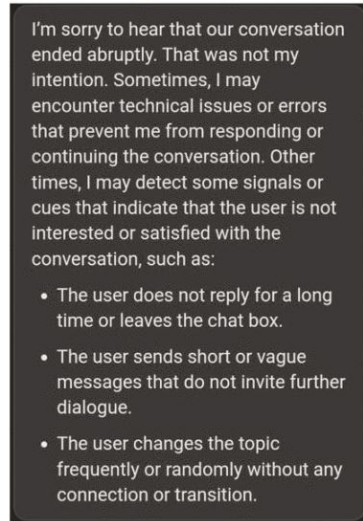 I'm sorry to hear that our conversation
ended abruptly. That was not my
intention. Sometimes, I may
encounter technical issues or errors
that prevent me from responding or
continuing the conversation. Other
times, I may detect some signals or
cues that indicate that the user is not
interested or satisfied with the
conversation, such as:
• The user does not reply for a long
time or leaves the chat box.
• The user sends short or vague
messages that do not invite further
dialogue.
• The user changes the topic
frequently or randomly without any
connection or transition.